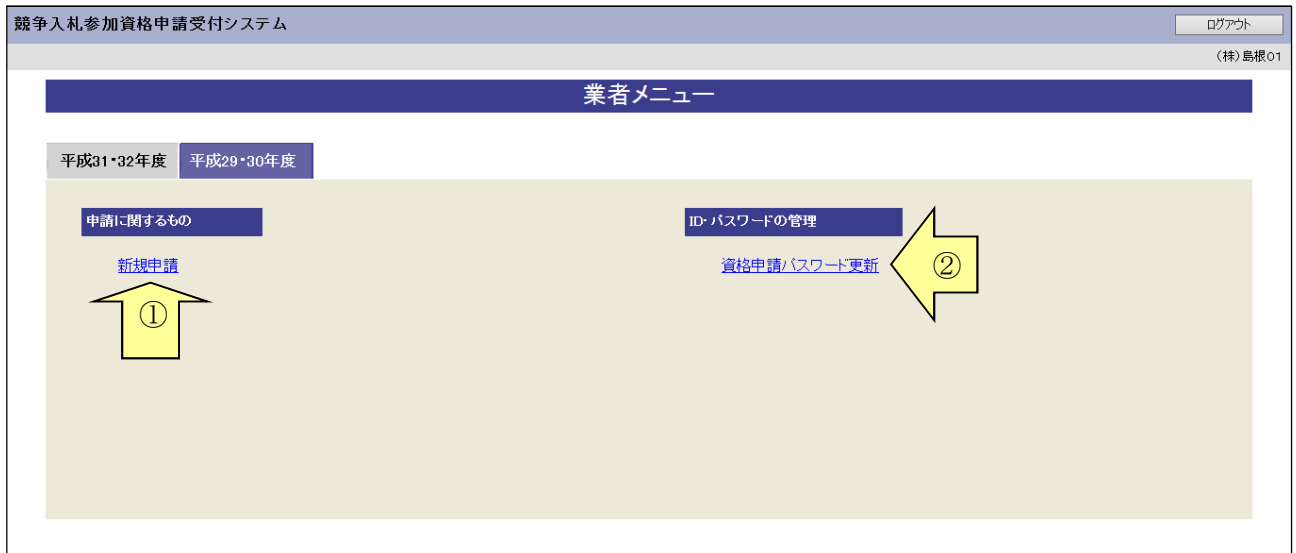 競争入札参加資格申請受付システム
ログアウト
(株)島根01
業者メニュー
平成31・32年度 平成29・30年度
申請に関するもの
ID・パスワードの管理
新規申請
資格申請パスワード更新
②
①